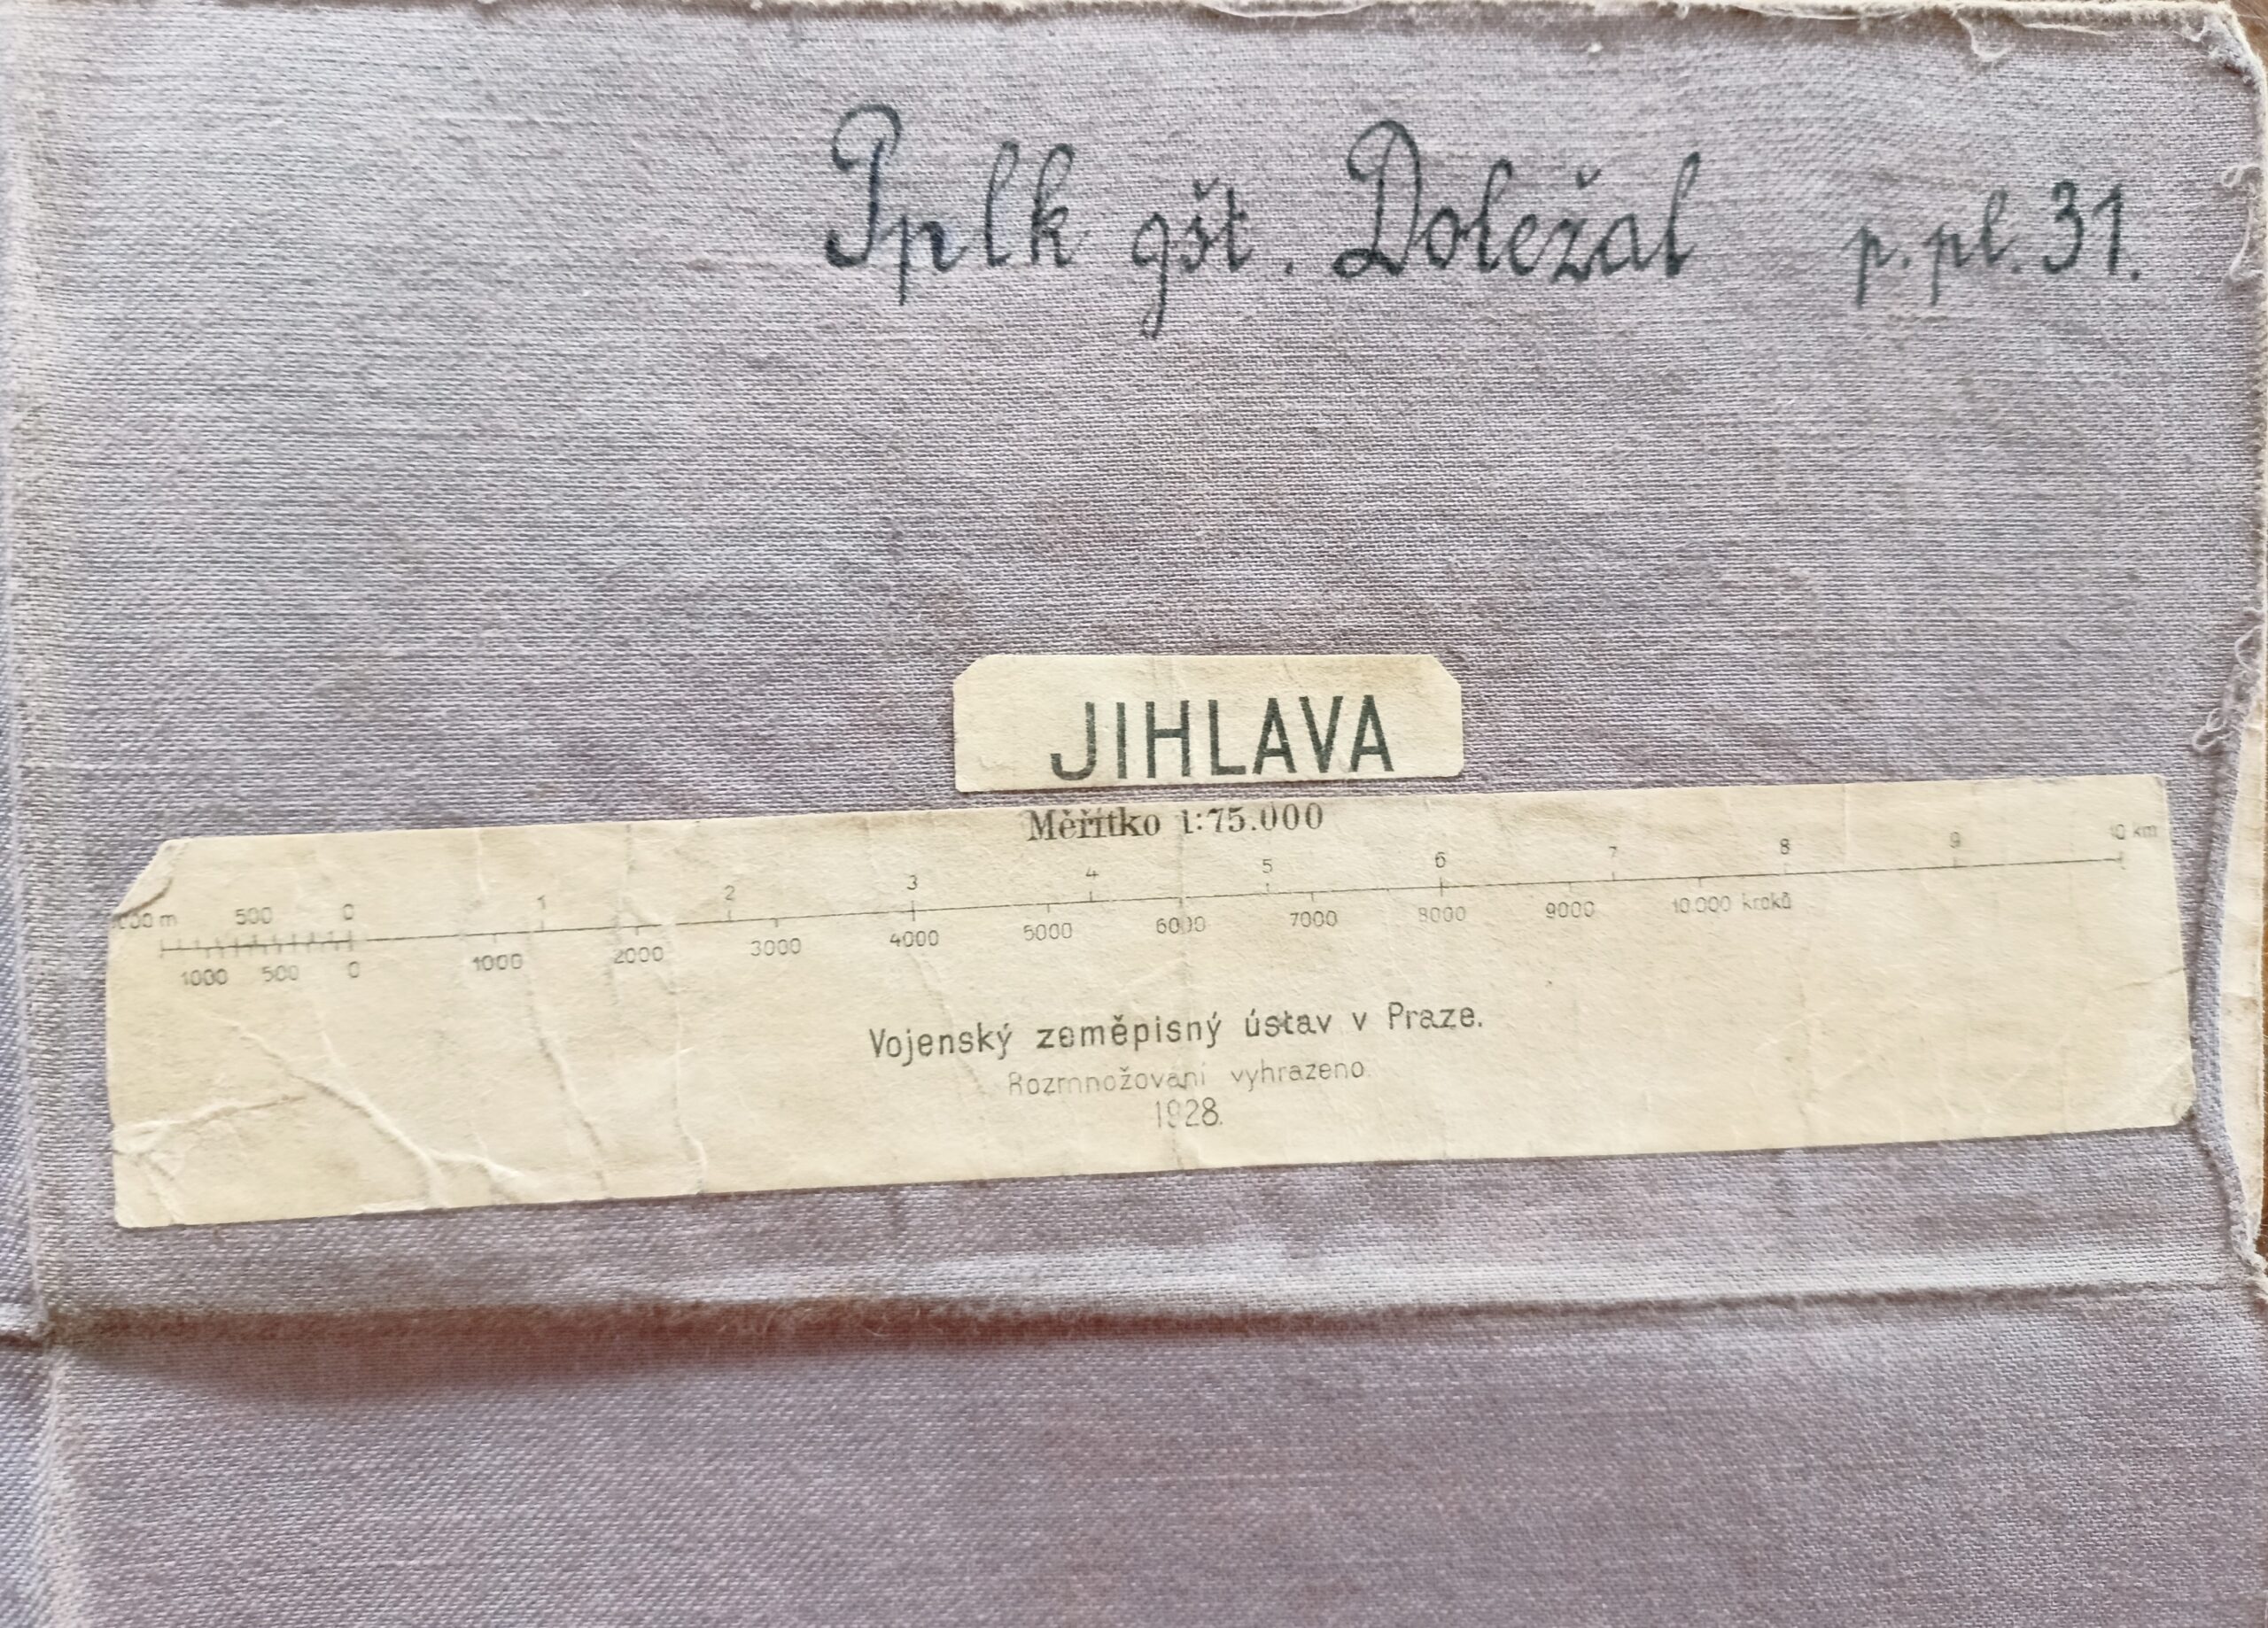 Pplk gšt. Doležal p. pl. 31.
JIHLAVA
Měřítko 1:75.000
500 0 1 2 3 4 5 6 7 8 9 10 km
1000 500 0 1000 2000 3000 4000 5000 6000 7000 8000 9000 10.000 kroků
Vojenský zeměpisný ústav v Praze.
Rozmnožování vyhrazeno.
1928.